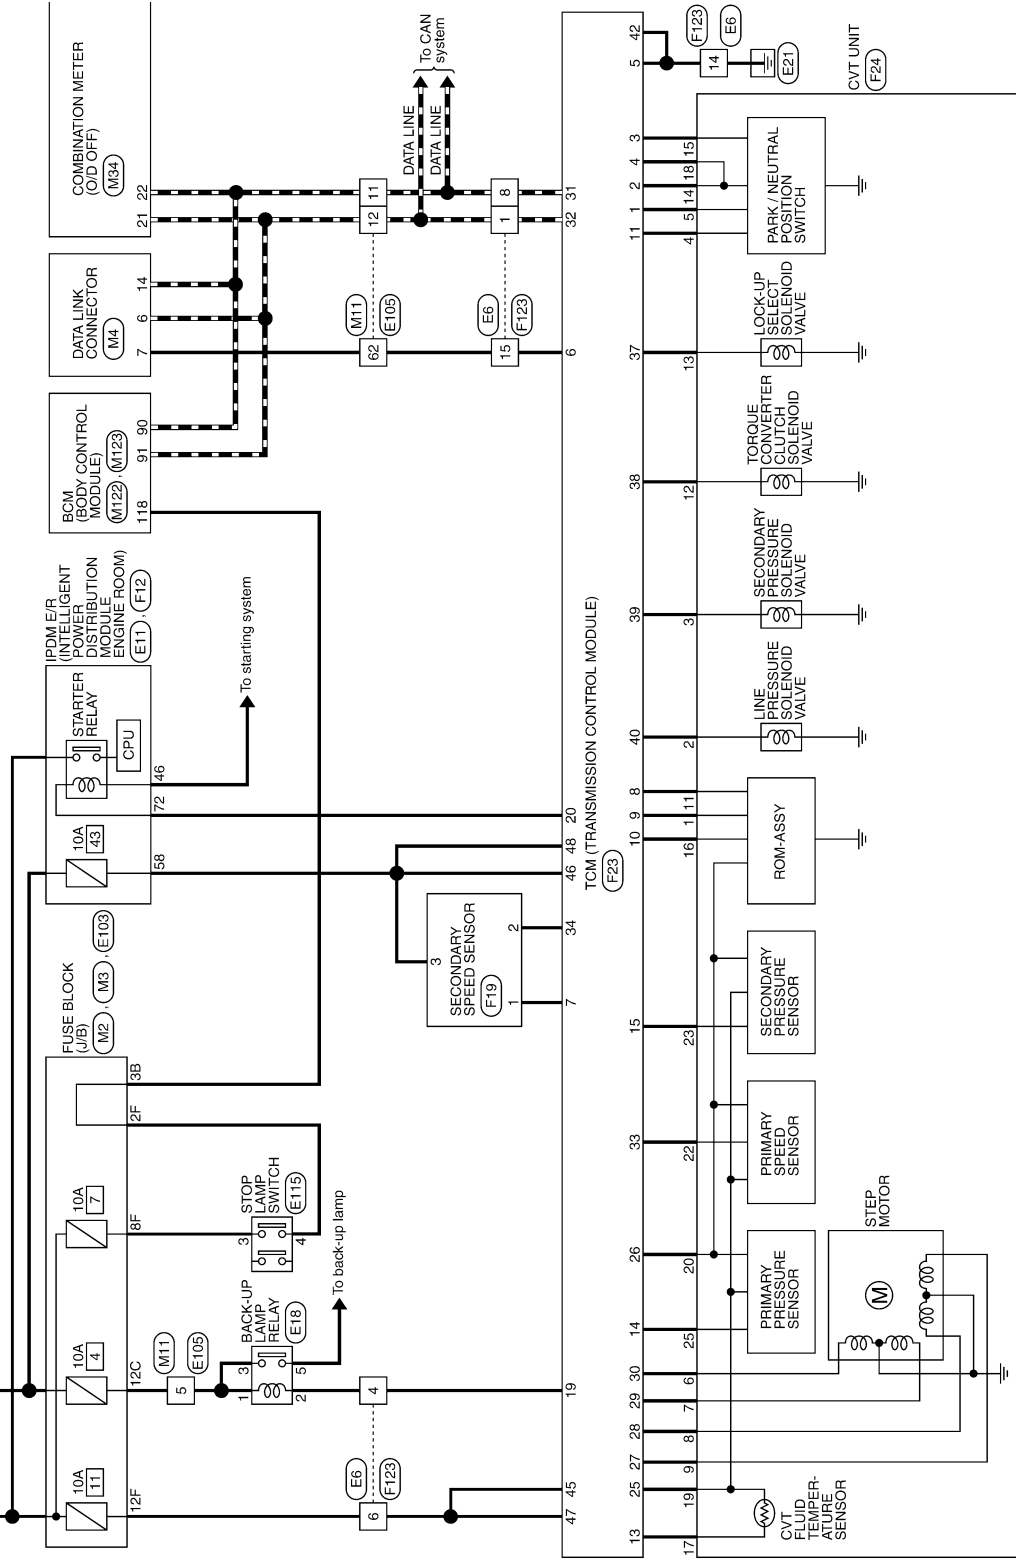 COMBINATION METER
(O/D OFF)
M34
22
21
DATA LINK
CONNECTOR
M4
14
6
7
BCM
(BODY CONTROL
MODULE)
M122 , M123
90
91
118
IPDM E/R
(INTELLIGENT
POWER
DISTRIBUTION
MODULE
ENGINE ROOM)
E11 , F12
STARTER
RELAY
CPU
46
72
10A
43
58
To starting system
FUSE BLOCK
(J/B)
M2 , M3 , E103
3B
2F
10A
7
8F
10A
4
12C
10A
11
12F
To CAN
system
DATA LINE
DATA LINE
11
12
8
1
M11
E105
62
E6
F123
15
STOP
LAMP
SWITCH
E115
3
4
BACK-UP
LAMP
RELAY
E18
3
5
1
2
To back-up lamp
M11
E105
5
4
E6
F123
6
SECONDARY
SPEED SENSOR
F19
3
2
1
TCM (TRANSMISSION CONTROL MODULE)
F23
31
32
6
20
48
46
34
7
19
45
47
42
5
3
4
2
1
11
37
38
39
40
8
9
10
15
33
26
14
30
29
28
27
25
13
F123
E6
14
E21
CVT UNIT
F24
15
18
14
5
4
13
12
3
2
11
1
16
23
22
20
25
6
7
8
9
19
17
PARK / NEUTRAL
POSITION
SWITCH
LOCK-UP
SELECT
SOLENOID
VALVE
TORQUE
CONVERTER
CLUTCH
SOLENOID
VALVE
SECONDARY
PRESSURE
SOLENOID
VALVE
LINE
PRESSURE
SOLENOID
VALVE
ROM-ASSY
SECONDARY
PRESSURE
SENSOR
PRIMARY
SPEED
SENSOR
PRIMARY
PRESSURE
SENSOR
STEP
MOTOR
M
CVT
FLUID
TEMPER-
ATURE
SENSOR